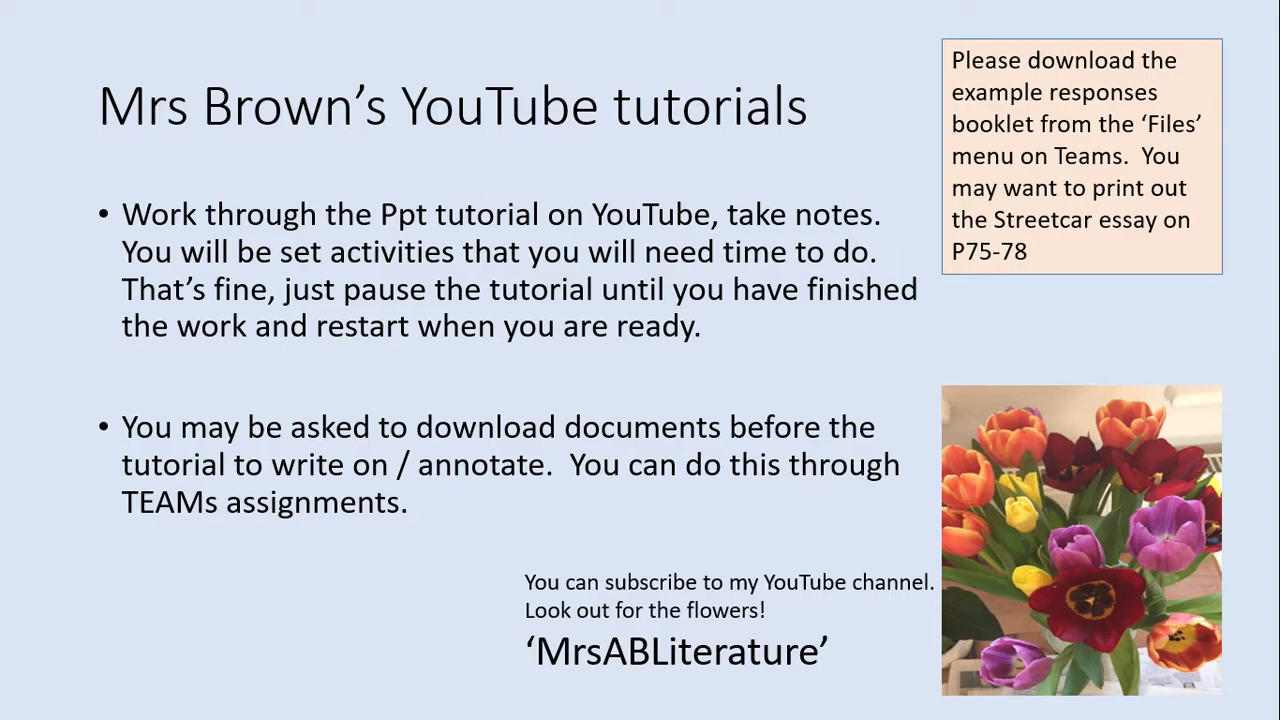 Mrs Brown’s YouTube tutorials
Please download the
example responses
booklet from the ‘Files’
menu on Teams.  You
may want to print out
the Streetcar essay on
P75-78
• Work through the Ppt tutorial on YouTube, take notes.
You will be set activities that you will need time to do.
That’s fine, just pause the tutorial until you have finished
the work and restart when you are ready.
• You may be asked to download documents before the
tutorial to write on / annotate.  You can do this through
TEAMs assignments.
You can subscribe to my YouTube channel.
Look out for the flowers!
‘MrsABLiterature’